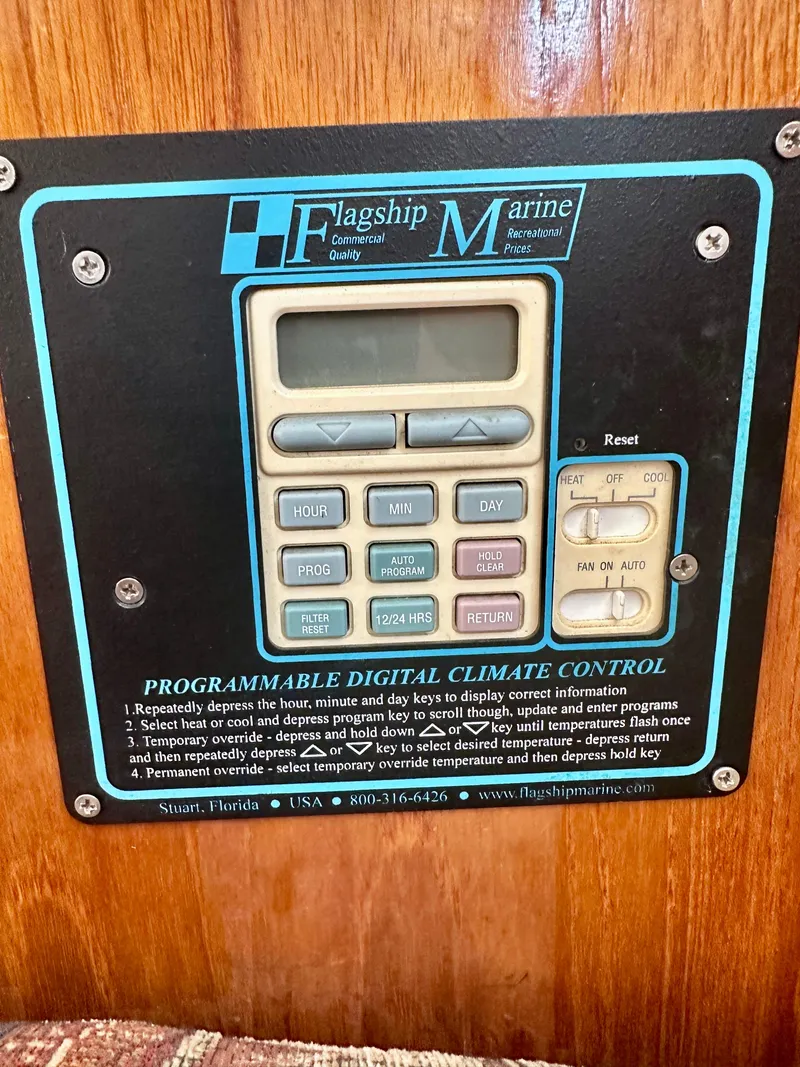 Flagship Marine
Commercial Quality
Recreational Prices
Reset
HEAT OFF COOL
HOUR MIN DAY
PROG AUTO PROGRAM HOLD CLEAR
FAN ON AUTO
FILTER RESET 12/24 HRS RETURN
PROGRAMMABLE DIGITAL CLIMATE CONTROL
1.Repeatedly depress the hour, minute and day keys to display correct information
2. Select heat or cool and depress program key to scroll though, update and enter programs
3. Temporary override - depress and hold down △ or ▽ key until temperatures flash once
and then repeatedly depress △ or ▽ key to select desired temperature - depress return
4. Permanent override - select temporary override temperature and then depress hold key
Stuart, Florida • USA • 800-316-6426 • www.flagshipmarine.com